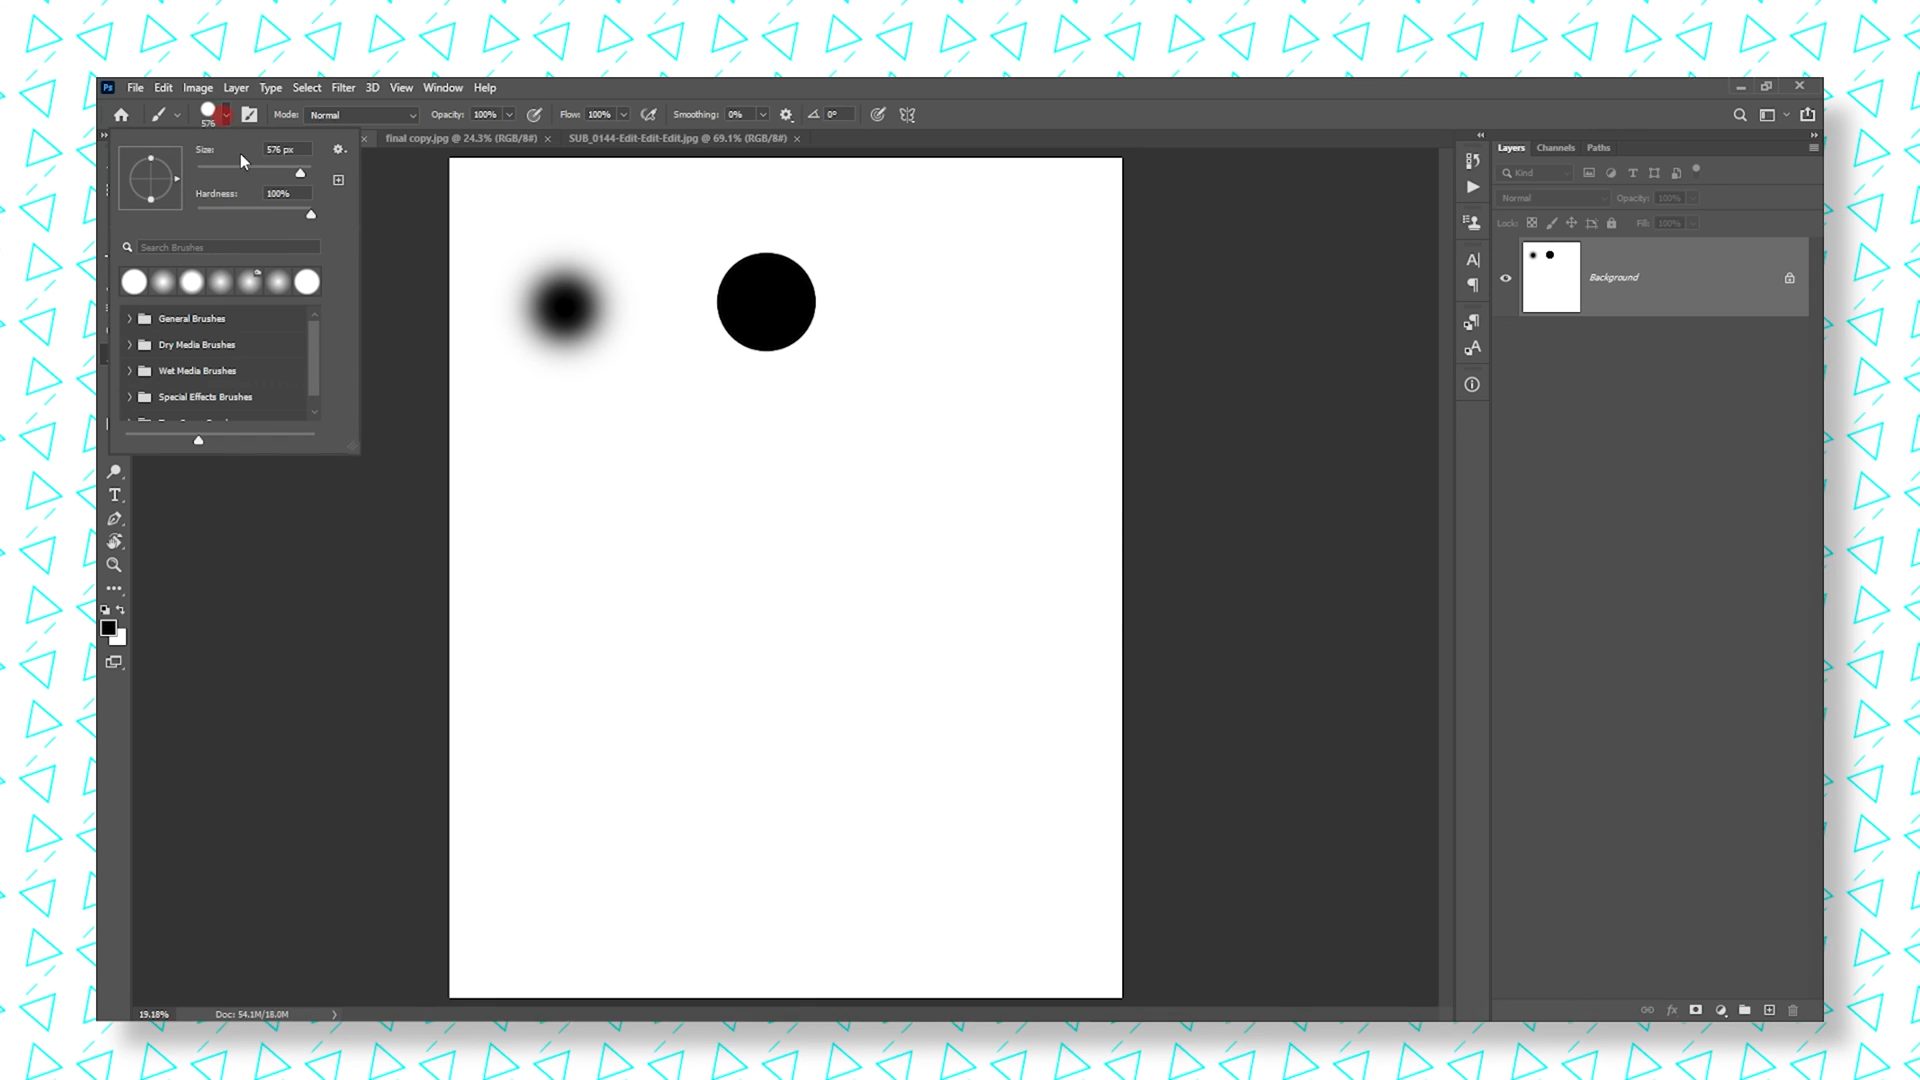 Ps File Edit Image Layer Type Select Filter 3D View Window Help
576 Mode: Normal Opacity: 100% Flow: 100% Smoothing: 0% 0°
final copy.jpg @ 24.3% (RGB/8#) × SUB_0144-Edit-Edit-Edit.jpg @ 69.1% (RGB/8#) ×
Size: 576 px
Hardness: 100%
Search Brushes
General Brushes
Dry Media Brushes
Wet Media Brushes
Special Effects Brushes
Layers Channels Paths
Kind
Normal Opacity: 100%
Lock: Fill: 100%
Background
19.18% Doc: 54.1M/18.0M